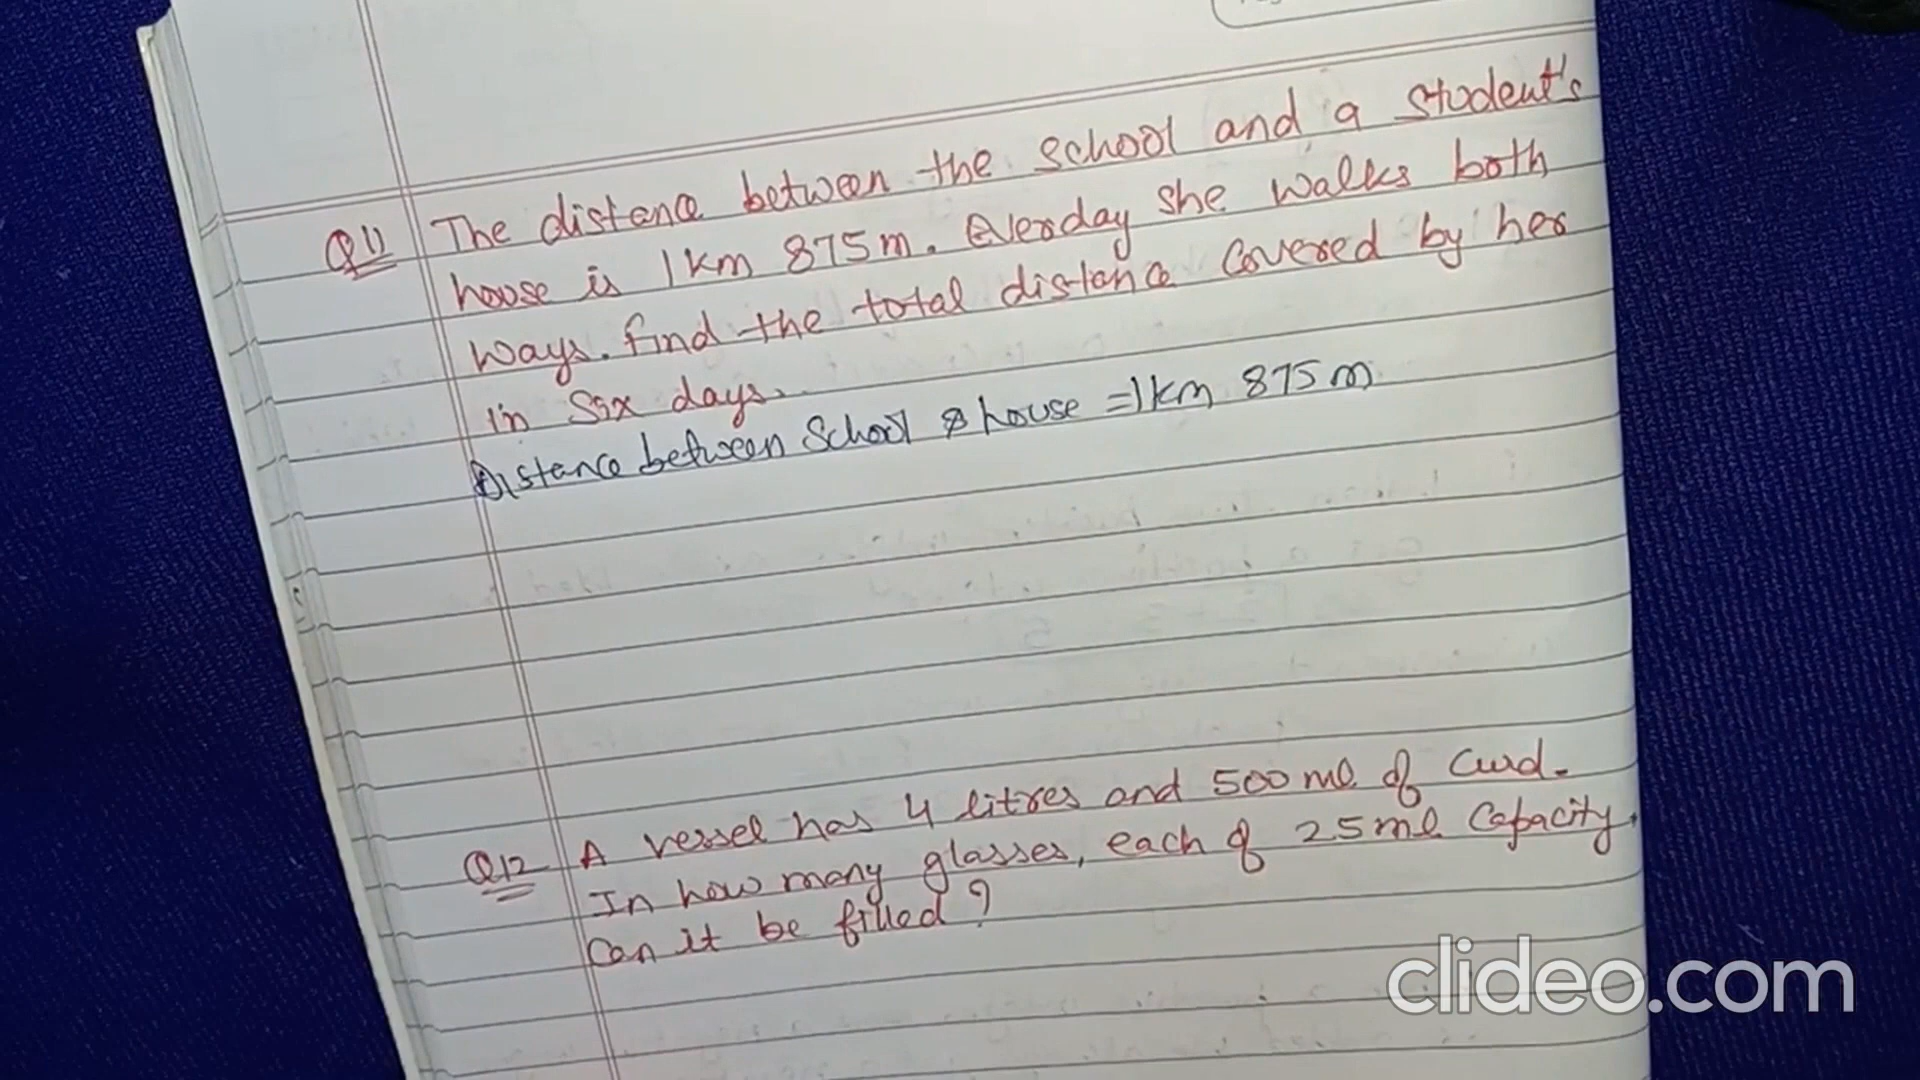 Q11 The distance between the school and a student's
house is 1km 875m. Everday she walks both
ways. find the total distance covered by her
in Six days.
Distance between School & house = 1km 875m
Q12 A vessel has 4 litres and 500 ml of curd.
In how many glasses, each of 25ml capacity,
can it be filled?
clideo.com